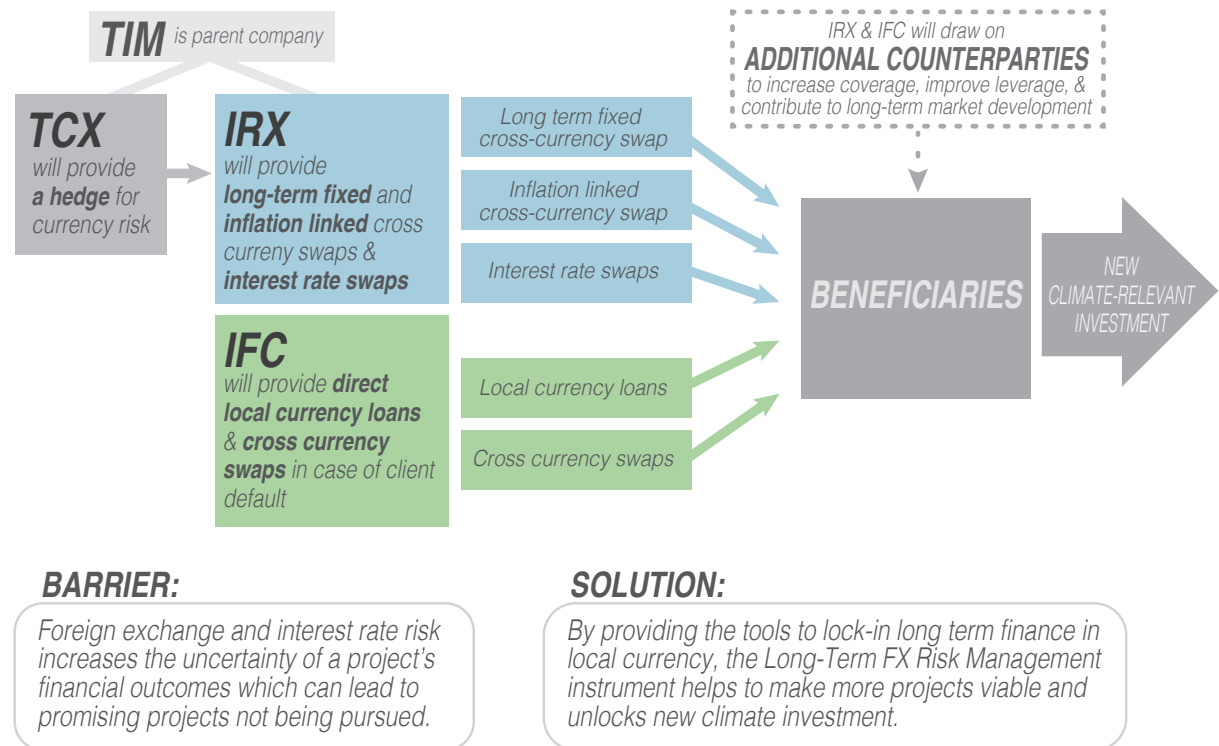 TIM is parent company
IRX & IFC will draw on
ADDITIONAL COUNTERPARTIES
to increase coverage, improve leverage, &
contribute to long-term market development
TCX
will provide
a hedge for
currency risk
IRX
will provide
long-term fixed and
inflation linked cross
curreny swaps &
interest rate swaps
Long term fixed
cross-currency swap
Inflation linked
cross-currency swap
Interest rate swaps
IFC
will provide direct
local currency loans
& cross currency
swaps in case of client
default
Local currency loans
Cross currency swaps
BENEFICIARIES
NEW
CLIMATE-RELEVANT
INVESTMENT
BARRIER:
Foreign exchange and interest rate risk
increases the uncertainty of a project's
financial outcomes which can lead to
promising projects not being pursued.
SOLUTION:
By providing the tools to lock-in long term finance in
local currency, the Long-Term FX Risk Management
instrument helps to make more projects viable and
unlocks new climate investment.